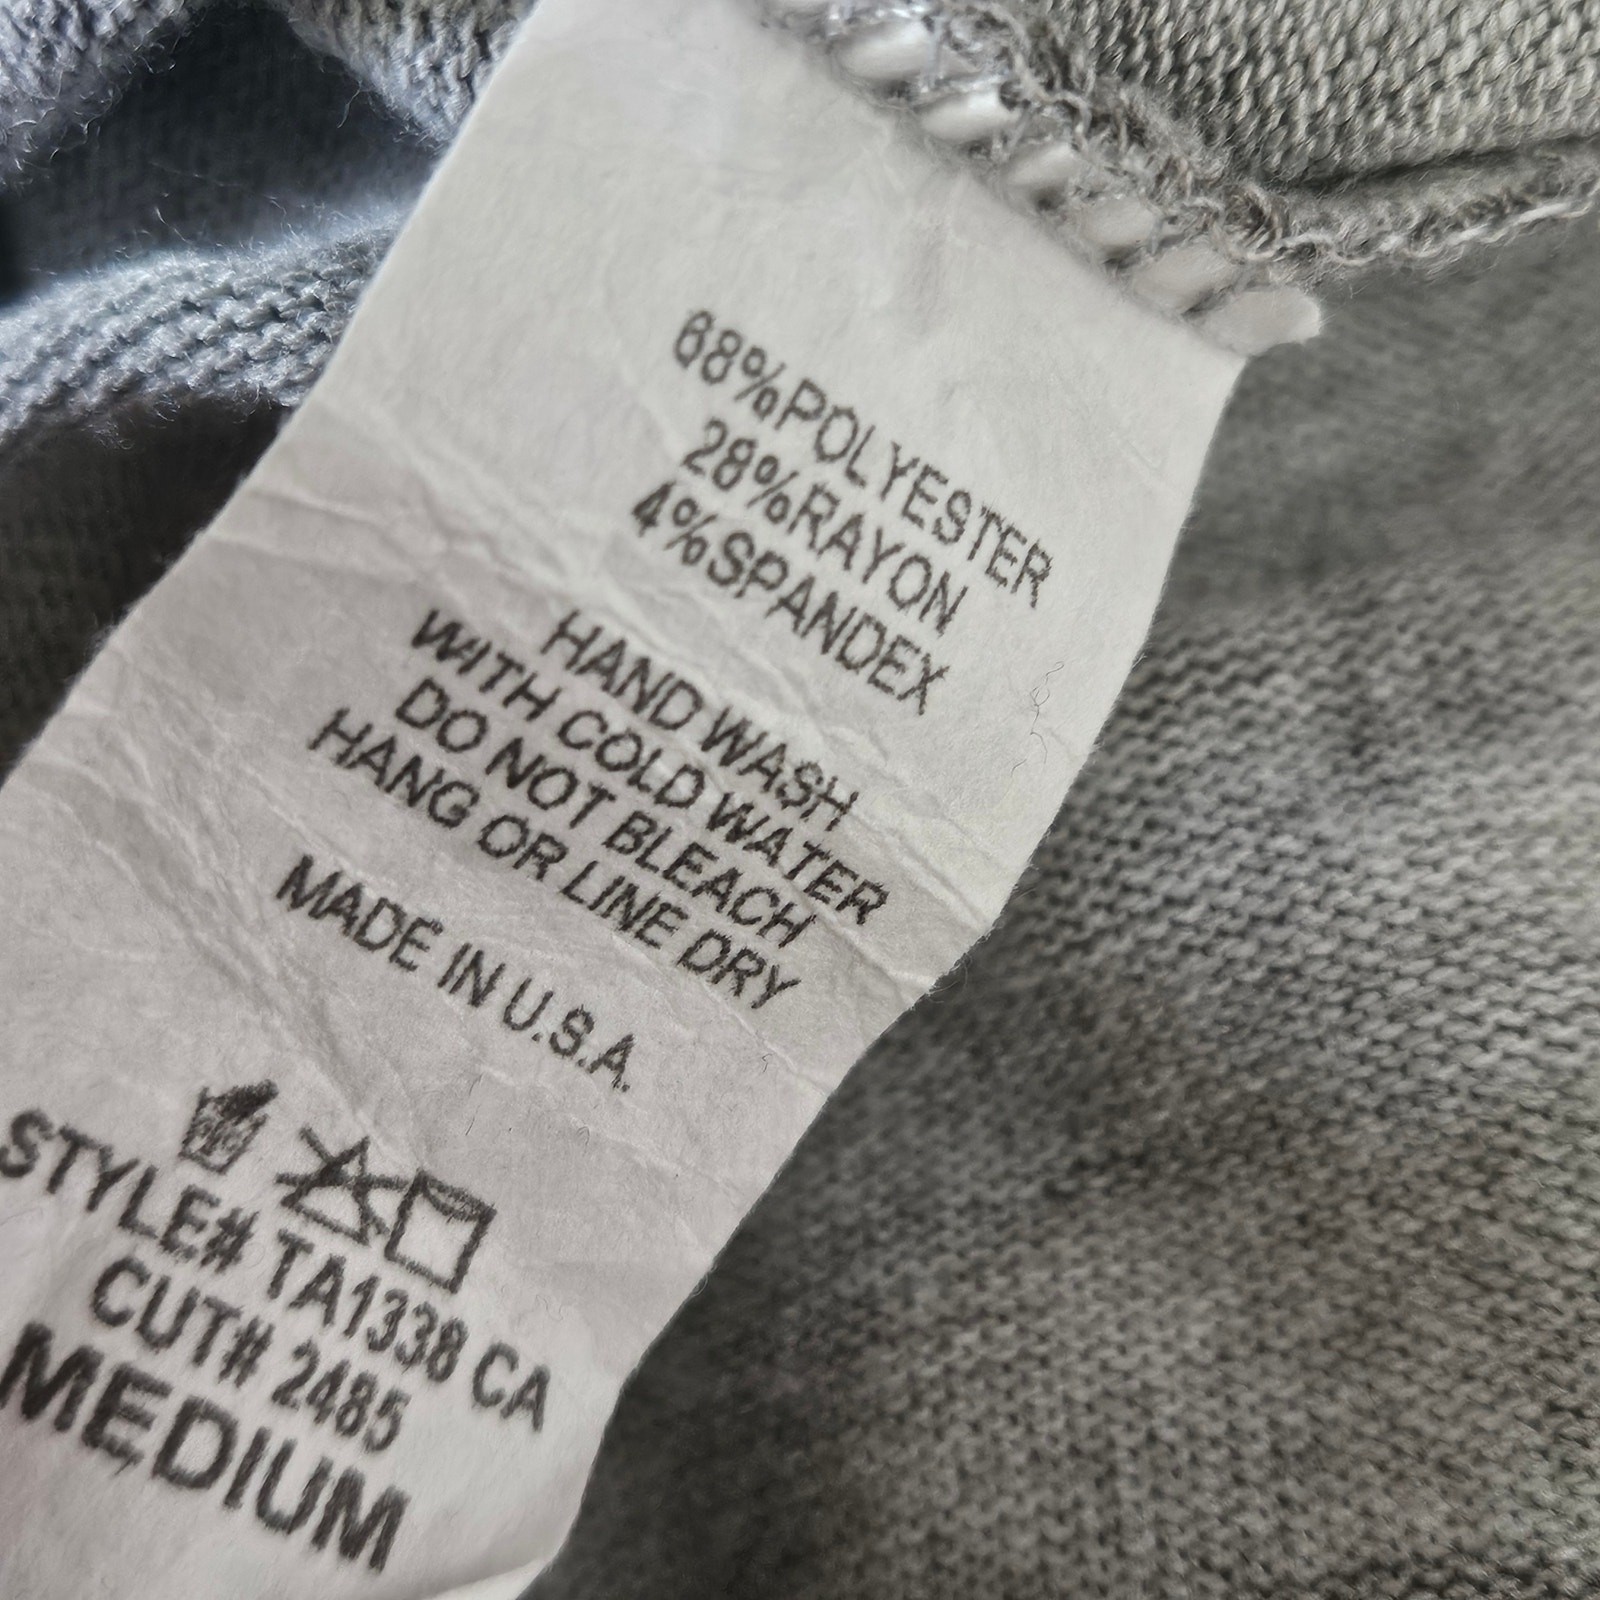 68%POLYESTER
28%RAYON
4%SPANDEX
HAND WASH
WITH COLD WATER
DO NOT BLEACH
HANG OR LINE DRY
MADE IN U.S.A.
STYLE# TA1338 CA
CUT# 2485
MEDIUM